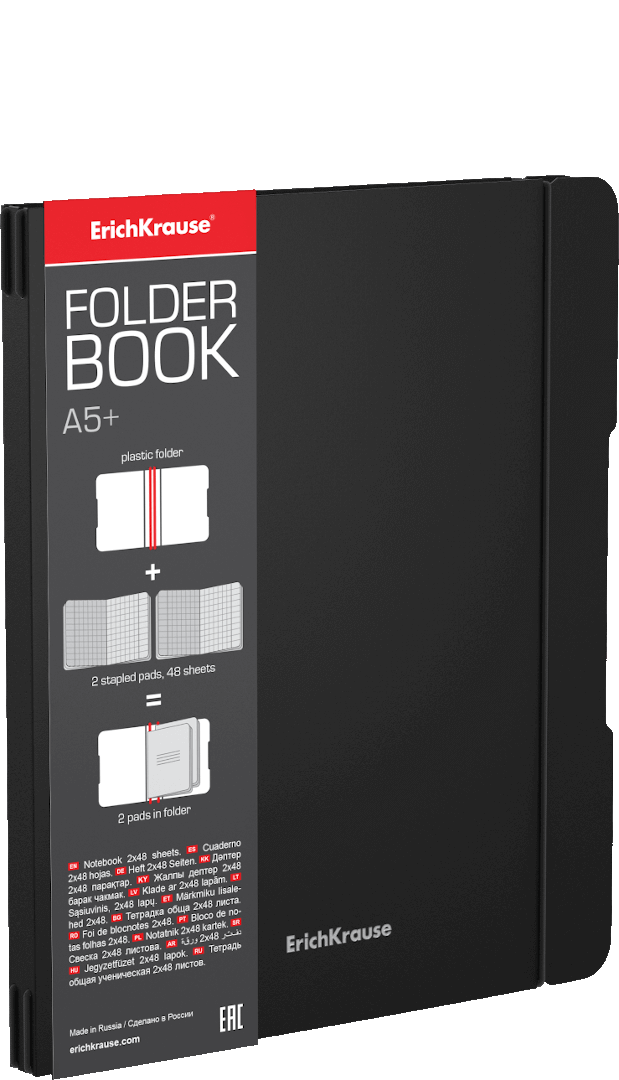 ErichKrause®
FOLDER
BOOK
A5+
plastic folder
+
2 stapled pads, 48 sheets
=
2 pads in folder
EN Notebook 2x48 sheets. ES Cuaderno
2x48 hojas. DE Heft 2x48 Seiten. KK Дәптер
2x48 парақтар. KY Жалпы дептер 2x48
барак чакмак. LV Klade ar 2x48 lapām. LT
Sąsiuvinis, 2x48 lapų. ET Märkmiku lisale-
hed 2x48. BG Тетрадка обща 2x48 листа.
RO Foi de blocnotes 2x48. PT Bloco de no-
tas folhas 2x48. PL Notatnik 2x48 kartek. SR
Свеска 2x48 листова. AR دفتر 2x48 ورقة
HU Jegyzetfüzet 2x48 lapok. RU Тетрадь
общая ученическая 2x48 листов.
Made in Russia / Сделано в России
erichkrause.com
EAC
ErichKrause